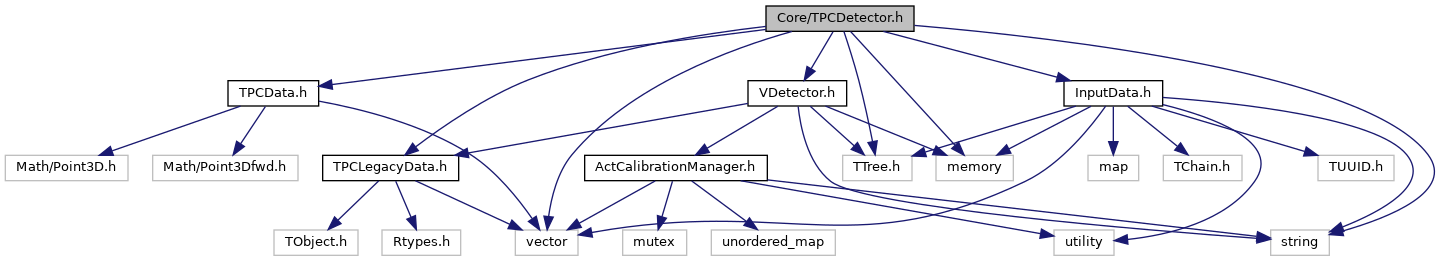 Core/TPCDetector.h
TPCData.h
VDetector.h
InputData.h
Math/Point3D.h
Math/Point3Dfwd.h
TPCLegacyData.h
ActCalibrationManager.h
TTree.h
memory
map
TChain.h
TUUID.h
TObject.h
Rtypes.h
vector
mutex
unordered_map
utility
string